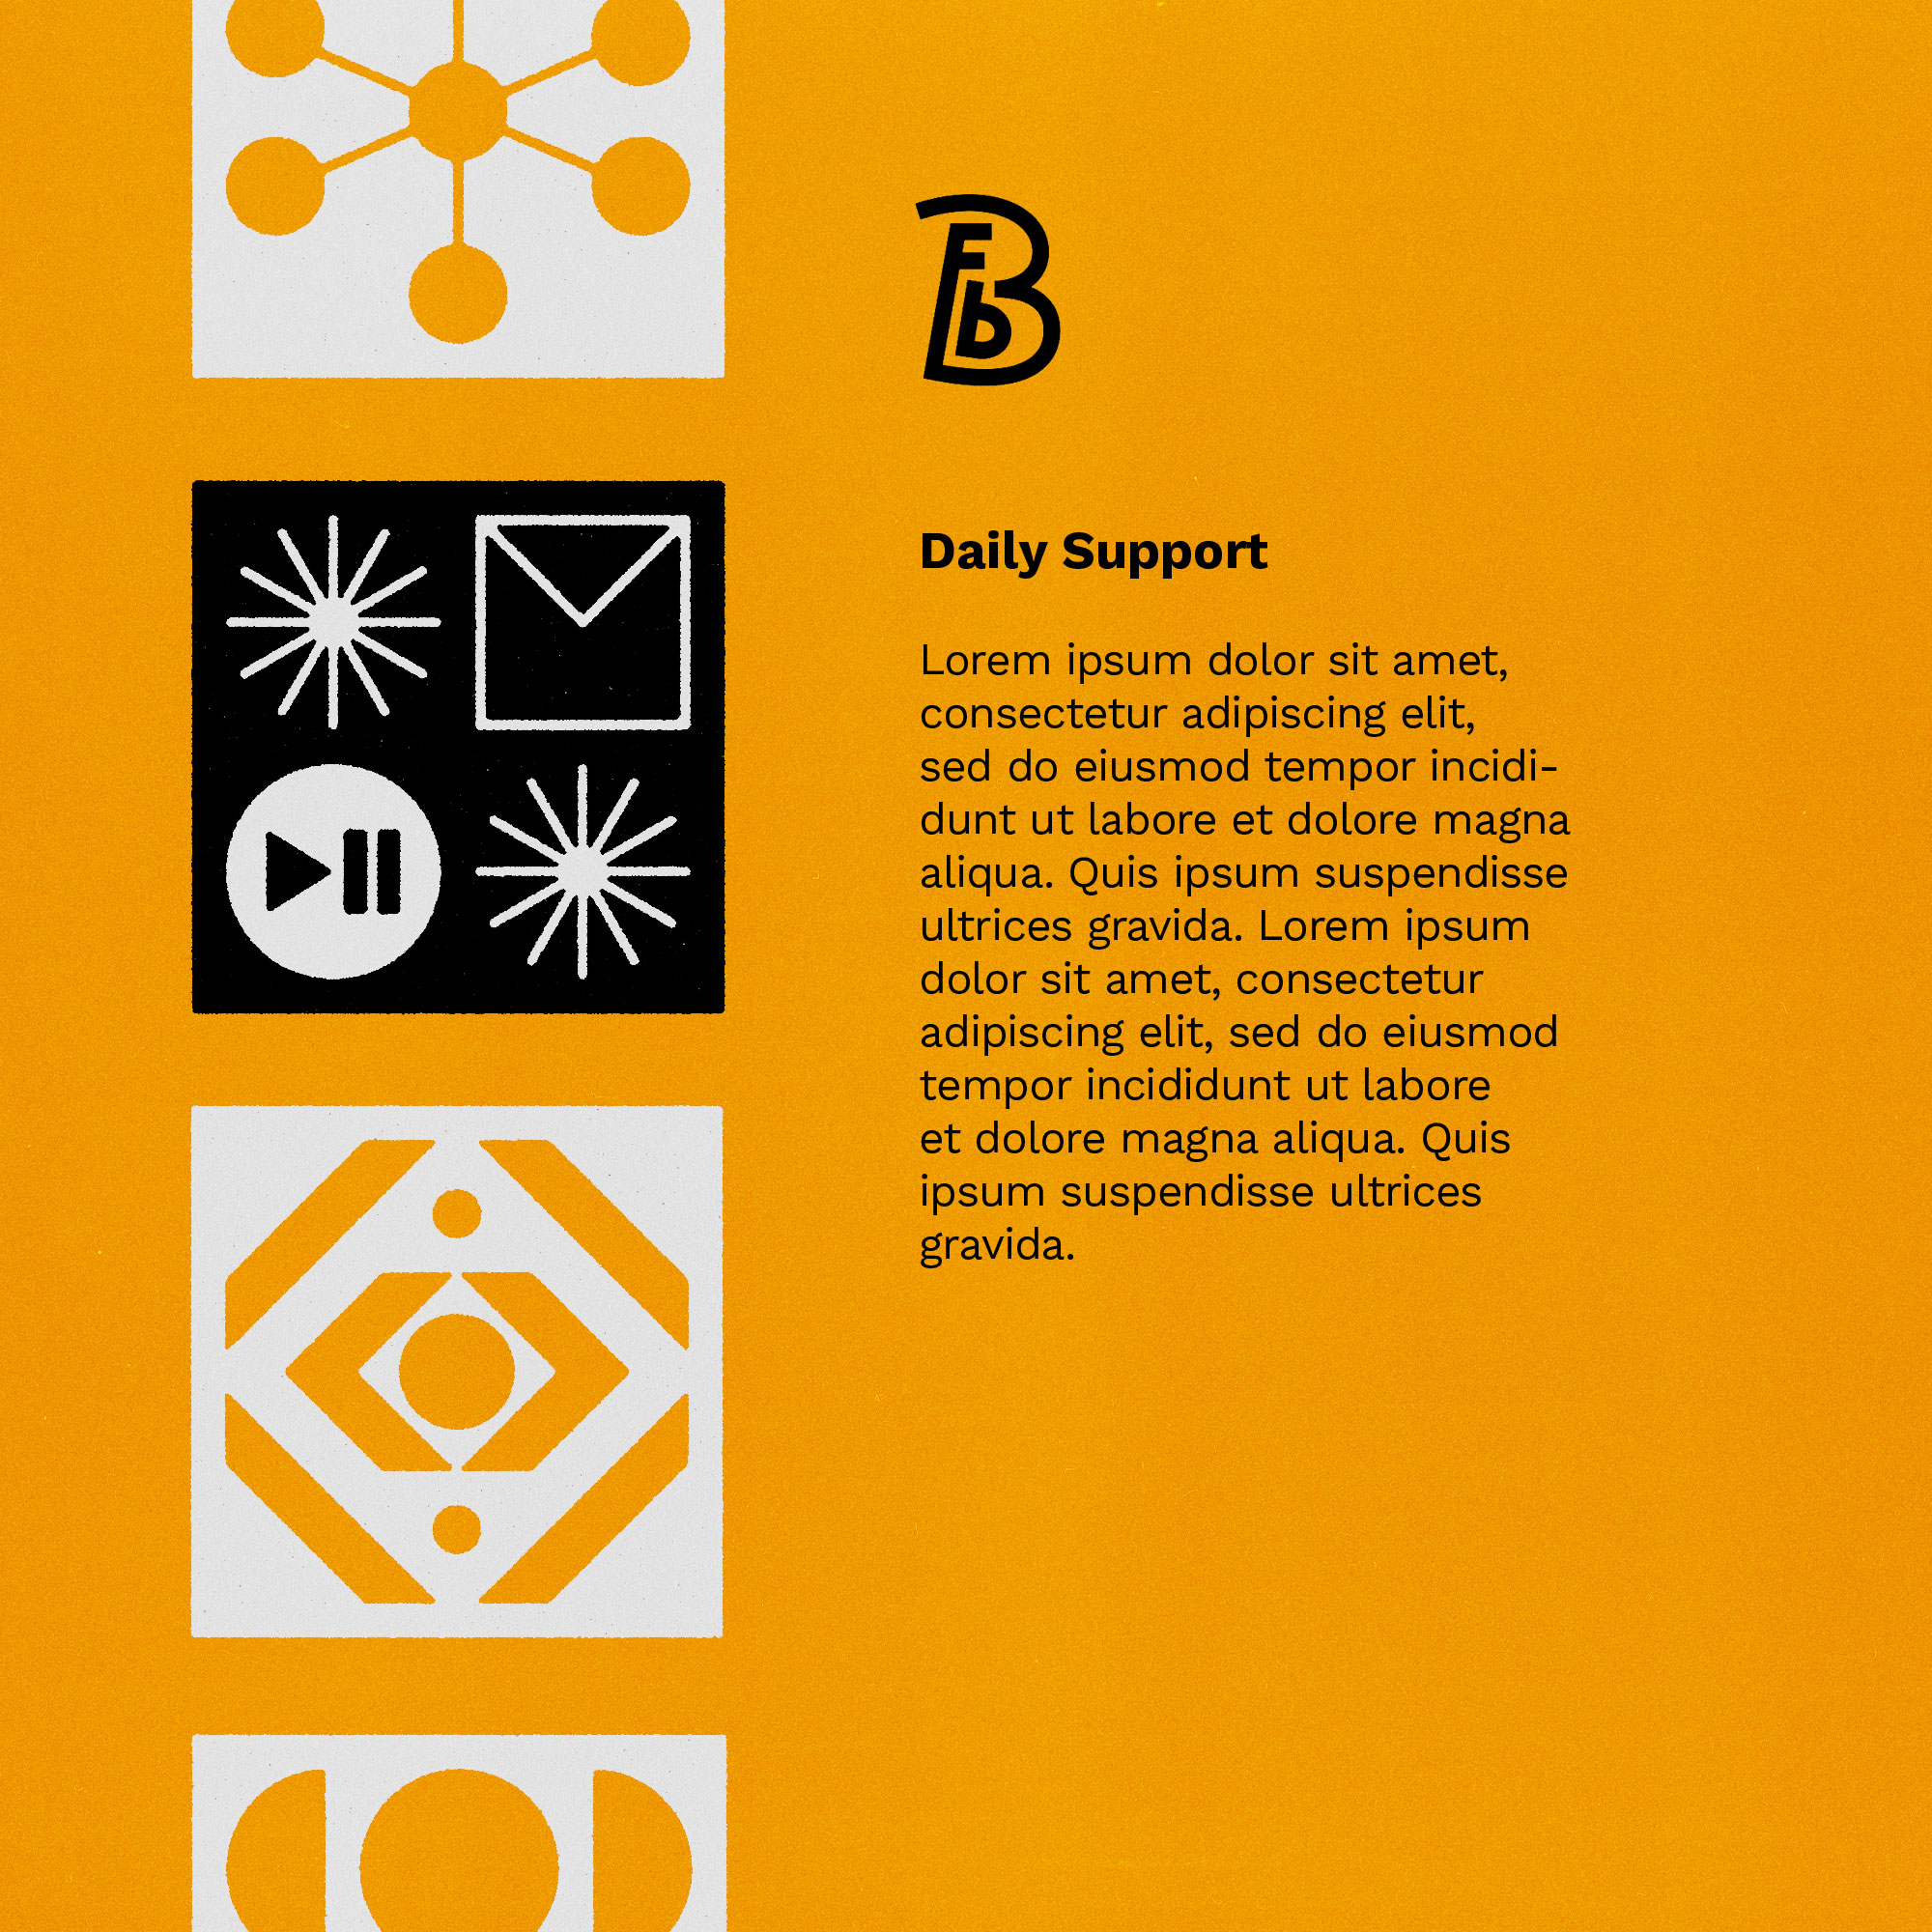 FbB
Daily Support
Lorem ipsum dolor sit amet,
consectetur adipiscing elit,
sed do eiusmod tempor incidi-
dunt ut labore et dolore magna
aliqua. Quis ipsum suspendisse
ultrices gravida. Lorem ipsum
dolor sit amet, consectetur
adipiscing elit, sed do eiusmod
tempor incididunt ut labore
et dolore magna aliqua. Quis
ipsum suspendisse ultrices
gravida.